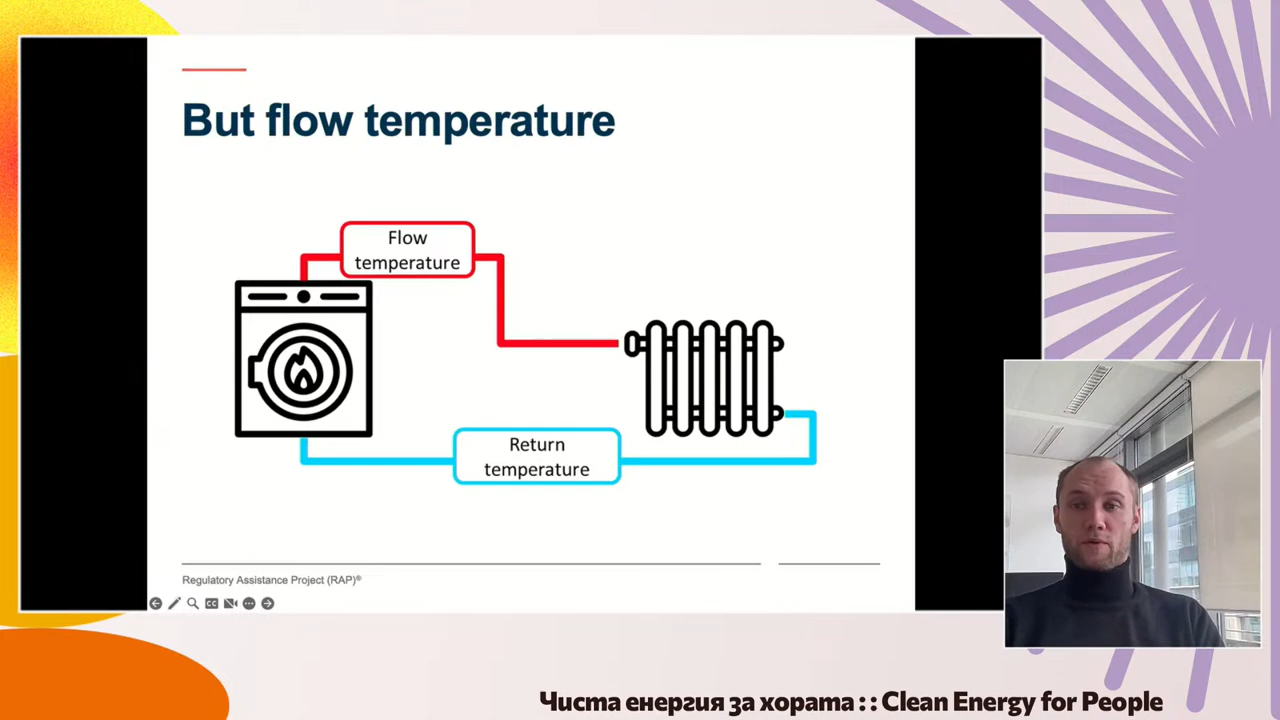 But flow temperature
Flow
temperature
Return
temperature
Regulatory Assistance Project (RAP)®
CC
Чиста енергия за хората :: Clean Energy for People